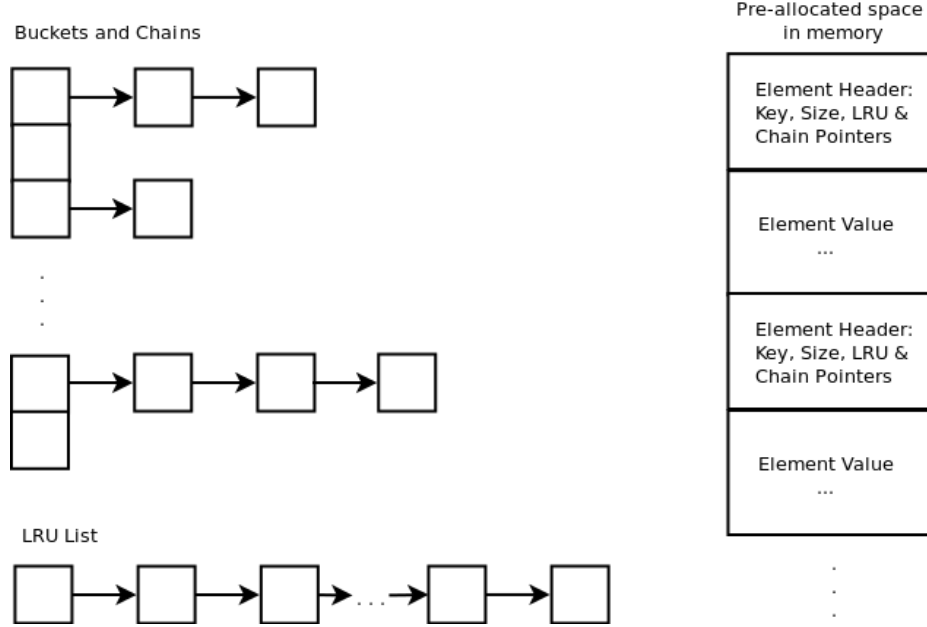 Buckets and Chains
.
.
.
LRU List
...
Pre-allocated space
in memory
Element Header:
Key, Size, LRU &
Chain Pointers
Element Value
...
Element Header:
Key, Size, LRU &
Chain Pointers
Element Value
...
.
.
.